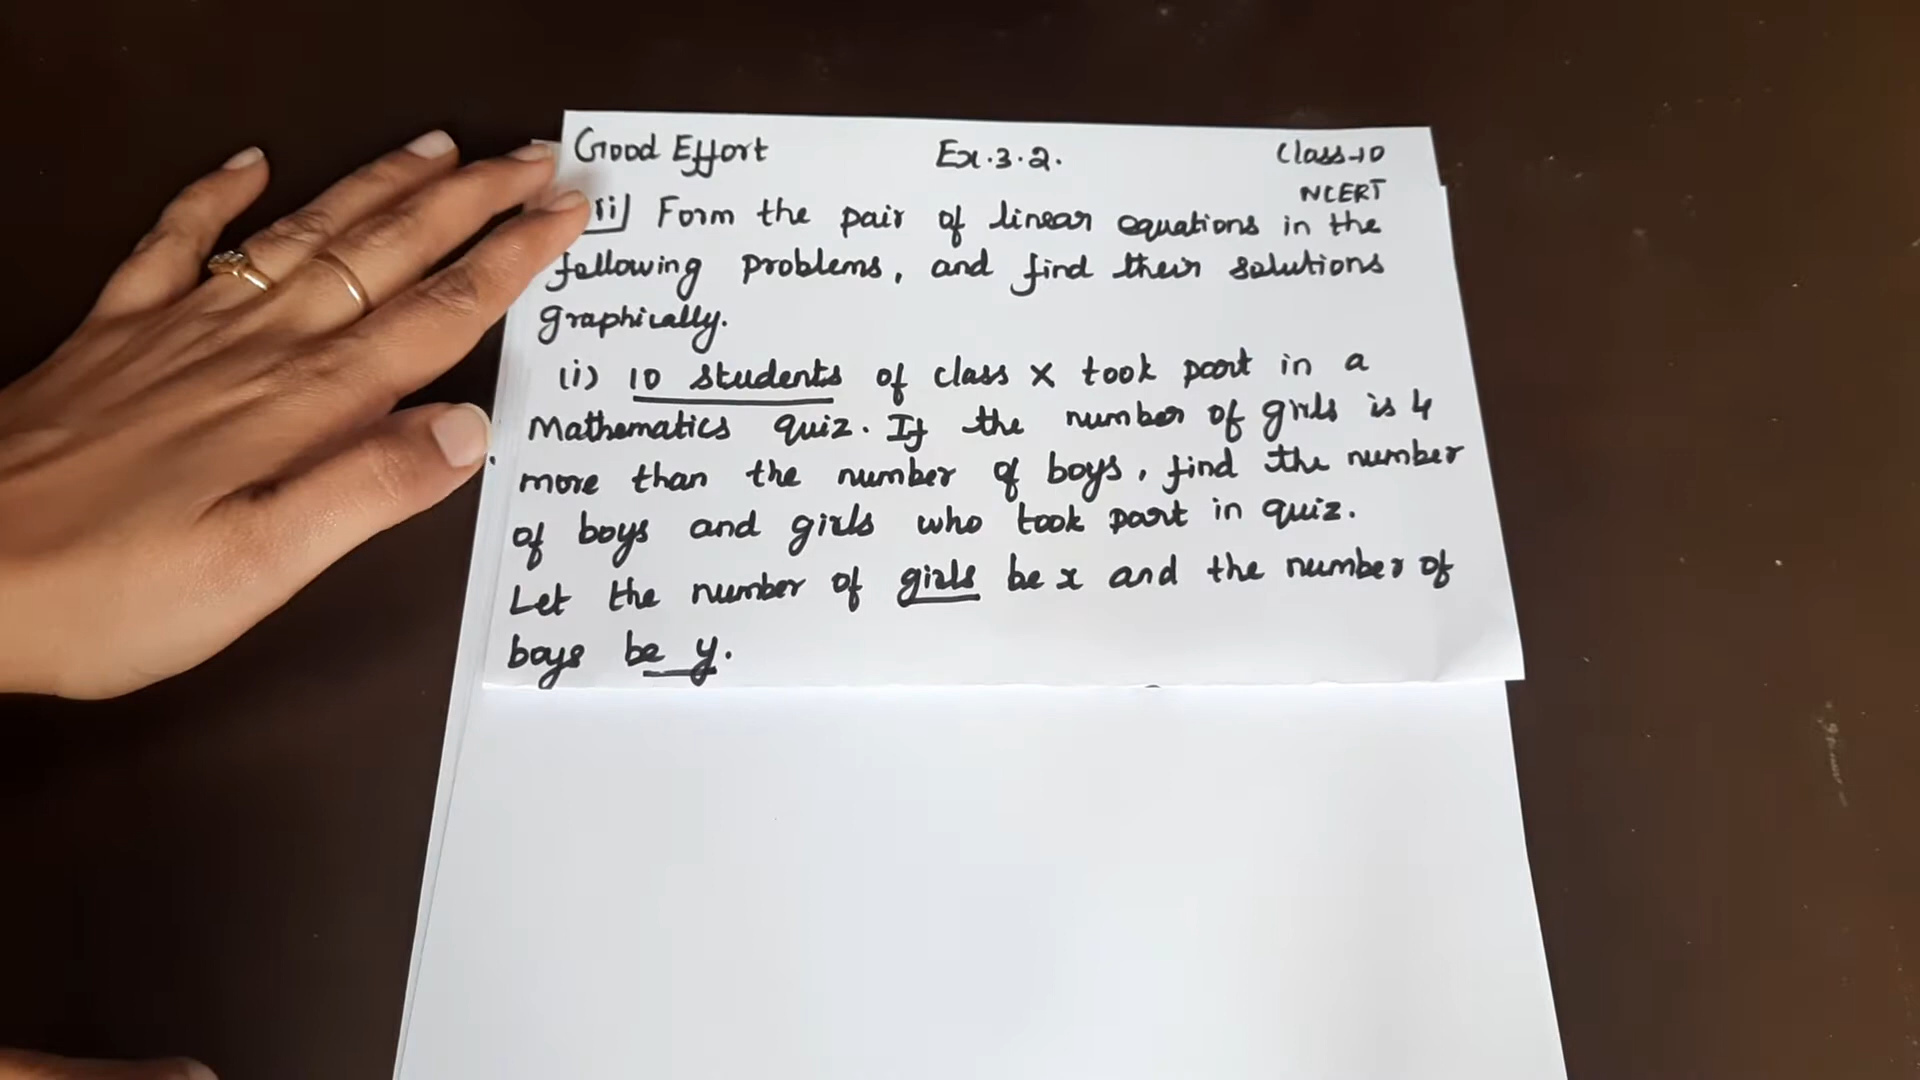 Good Effort Ex.3.2. Class-10
NCERT
(i) Form the pair of linear equations in the
following problems, and find their solutions
graphically.
(i) 10 students of class X took part in a
Mathematics quiz. If the number of girls is 4
more than the number of boys, find the number
of boys and girls who took part in quiz.
Let the number of girls be x and the number of
boys be y.